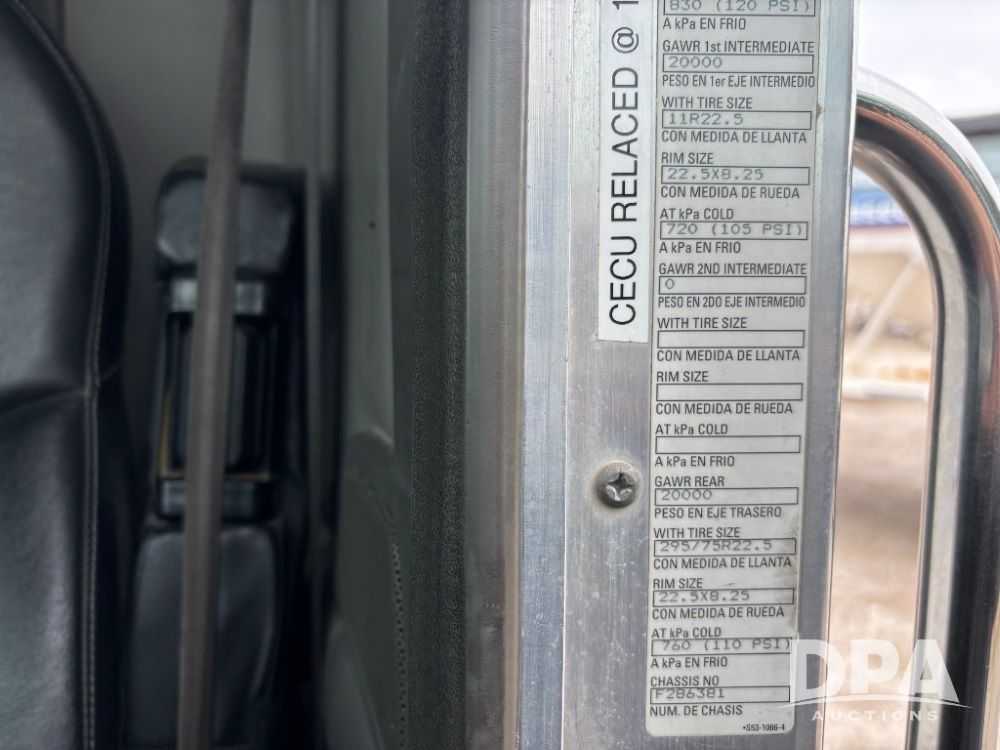 CECU RELACED @ 1
830 (120 PSI)
A kPa EN FRIO
GAWR 1st INTERMEDIATE
20000
PESO EN 1er EJE INTERMEDIO
WITH TIRE SIZE
11R22.5
CON MEDIDA DE LLANTA
RIM SIZE
22.5X8.25
CON MEDIDA DE RUEDA
AT kPa COLD
720 (105 PSI)
A kPa EN FRIO
GAWR 2ND INTERMEDIATE
0
PESO EN 2DO EJE INTERMEDIO
WITH TIRE SIZE
CON MEDIDA DE LLANTA
RIM SIZE
CON MEDIDA DE RUEDA
AT kPa COLD
A kPa EN FRIO
GAWR REAR
20000
PESO EN EJE TRASERO
WITH TIRE SIZE
295/75R22.5
CON MEDIDA DE LLANTA
RIM SIZE
22.5X8.25
CON MEDIDA DE RUEDA
AT kPa COLD
760 (110 PSI)
A kPa EN FRIO
CHASSIS NO
F286381
NUM. DE CHASIS
•S53-1066-4
DPA
AUCTIONS